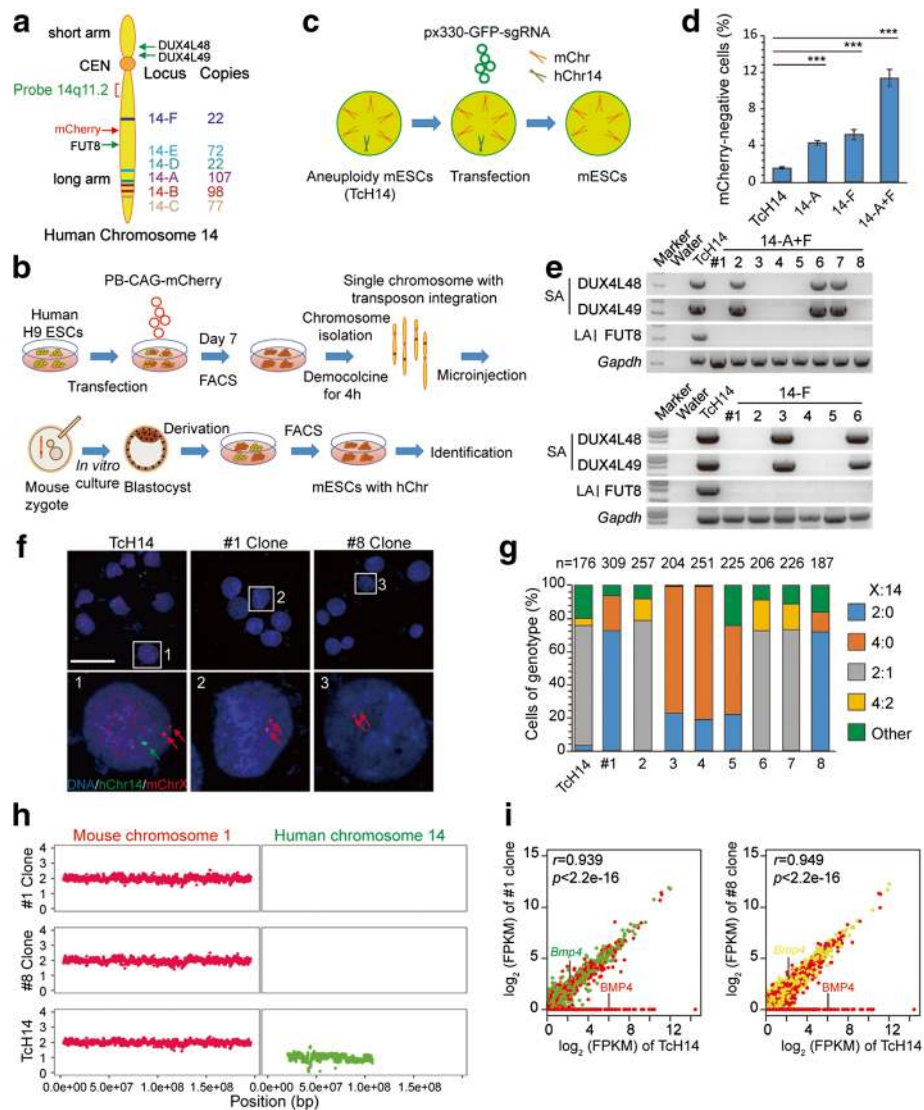 a
short arm
DUX4L48
DUX4L49
CEN
Locus Copies
Probe 14q11.2
14-F 22
mCherry
FUT8
14-E 72
14-D 22
long arm
14-A 107
14-B 98
14-C 77
Human Chromosome 14
b
PB-CAG-mCherry
Human
H9 ESCs
Transfection
Day 7
FACS
Single chromosome with
transposon integration
Chromosome
isolation
Democolcine
for 4h
Microinjection
Mouse
zygote
In vitro
culture
Blastocyst
Derivation
FACS
mESCs with hChr
Identification
c
px330-GFP-sgRNA
mChr
hChr14
Aneuploidy mESCs
(TcH14)
Transfection
mESCs
d
mCherry-negative cells (%)
16
12
8
4
0
***
***
***
TcH14
14-A
14-F
14-A+F
e
Marker
Water
TcH14
14-A+F
#1 2 3 4 5 6 7 8
SA
DUX4L48
DUX4L49
LA FUT8
Gapdh
Marker
Water
TcH14
14-F
#1 2 3 4 5 6
SA
DUX4L48
DUX4L49
LA FUT8
Gapdh
f
TcH14 #1 Clone #8 Clone
1
2
3
1
2
3
DNA/hChr14/mChrX
g
n=176 309 257 204 251 225 206 226 187
Cells of genotype (%)
100
80
60
40
20
0
TcH14 #1 2 3 4 5 6 7 8
X:14
2:0
4:0
2:1
4:2
Other
h
Mouse chromosome 1 Human chromosome 14
#1 Clone
4
3
2
1
0
#8 Clone
4
3
2
1
0
TcH14
4
3
2
1
0
0.0e+00 5.0e+07 1.0e+08 1.5e+08 0.0e+00 5.0e+07 1.0e+08 1.5e+08
Position (bp)
i
log2 (FPKM) of #1 clone
15
10
5
0
r=0.939
p<2.2e-16
Bmp4
BMP4
0 4 8 12
log2 (FPKM) of TcH14
log2 (FPKM) of #8 clone
15
10
5
0
r=0.949
p<2.2e-16
Bmp4
BMP4
0 4 8 12
log2 (FPKM) of TcH14